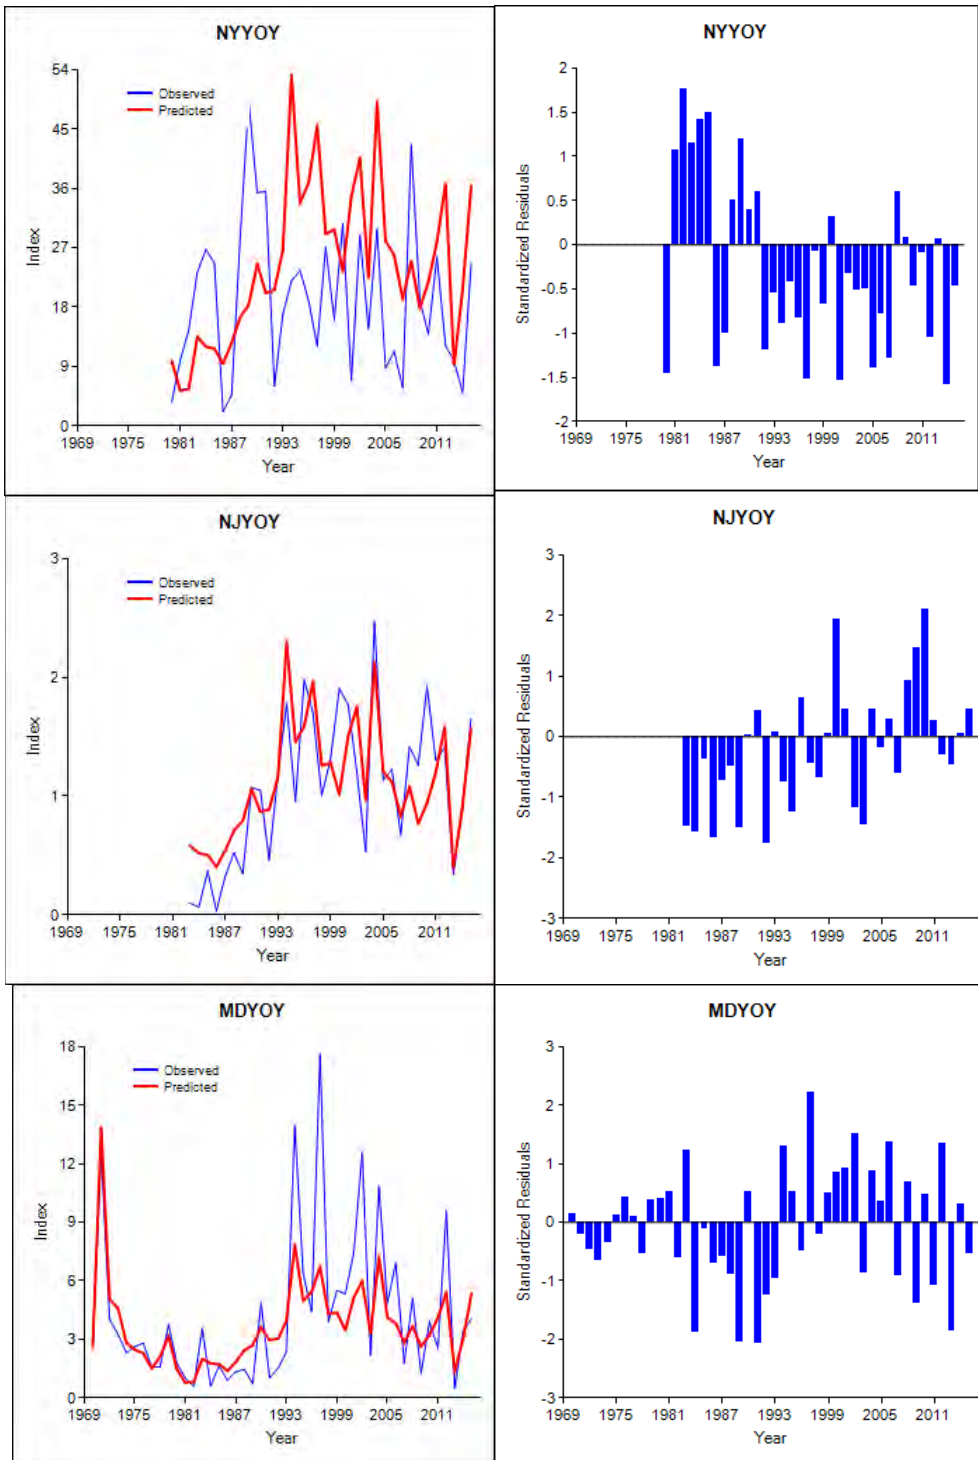 NYYOY
54
45
36
27
18
9
0
Index
Observed
Predicted
1969 1975 1981 1987 1993 1999 2005 2011
Year
NYYOY
2
1.5
1
0.5
0
-0.5
-1
-1.5
-2
Standardized Residuals
1969 1975 1981 1987 1993 1999 2005 2011
Year
NJYOY
3
2
1
0
Index
Observed
Predicted
1969 1975 1981 1987 1993 1999 2005 2011
Year
NJYOY
3
2
1
0
-1
-2
-3
Standardized Residuals
1969 1975 1981 1987 1993 1999 2005 2011
Year
MDYOY
18
15
12
9
6
3
0
Index
Observed
Predicted
1969 1975 1981 1987 1993 1999 2005 2011
Year
MDYOY
3
2
1
0
-1
-2
-3
Standardized Residuals
1969 1975 1981 1987 1993 1999 2005 2011
Year